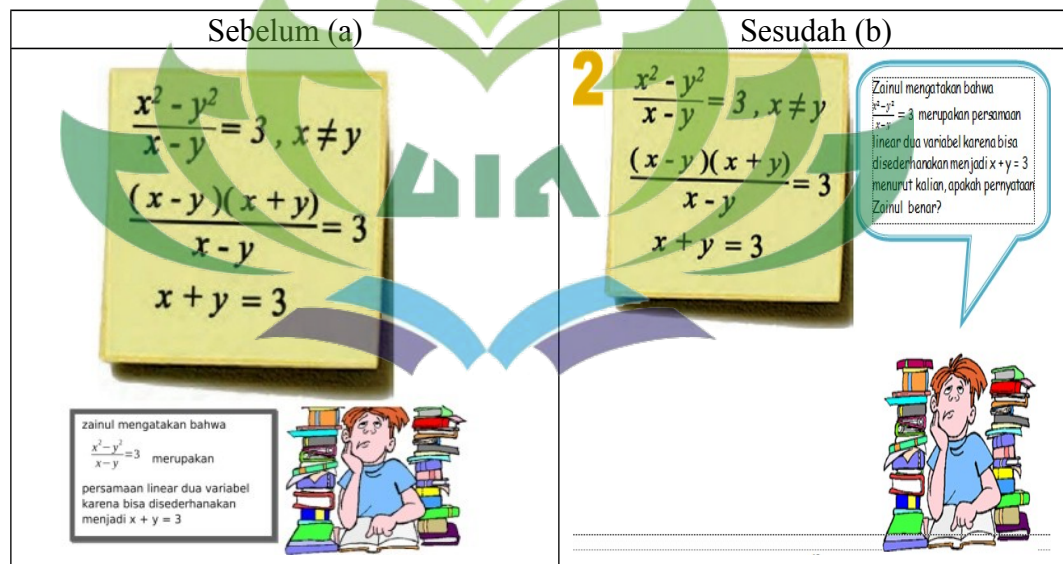 Sebelum (a)
Sesudah (b)
x² - y²
x - y = 3 , x ≠ y
( x - y )( x + y)
x - y = 3
x + y = 3
zainul mengatakan bahwa
x² − y²
x − y =3 merupakan
persamaan linear dua variabel
karena bisa disederhanakan
menjadi x + y = 3
2
x² - y²
x - y = 3 , x ≠ y
( x - y )( x + y)
x - y = 3
x + y = 3
Zainul mengatakan bahwa
x²−y²
x−y = 3 merupakan persamaan
linear dua variabel karena bisa
disederhanakan menjadi x + y = 3
menurut kalian, apakah pernyataan
Zainul benar?